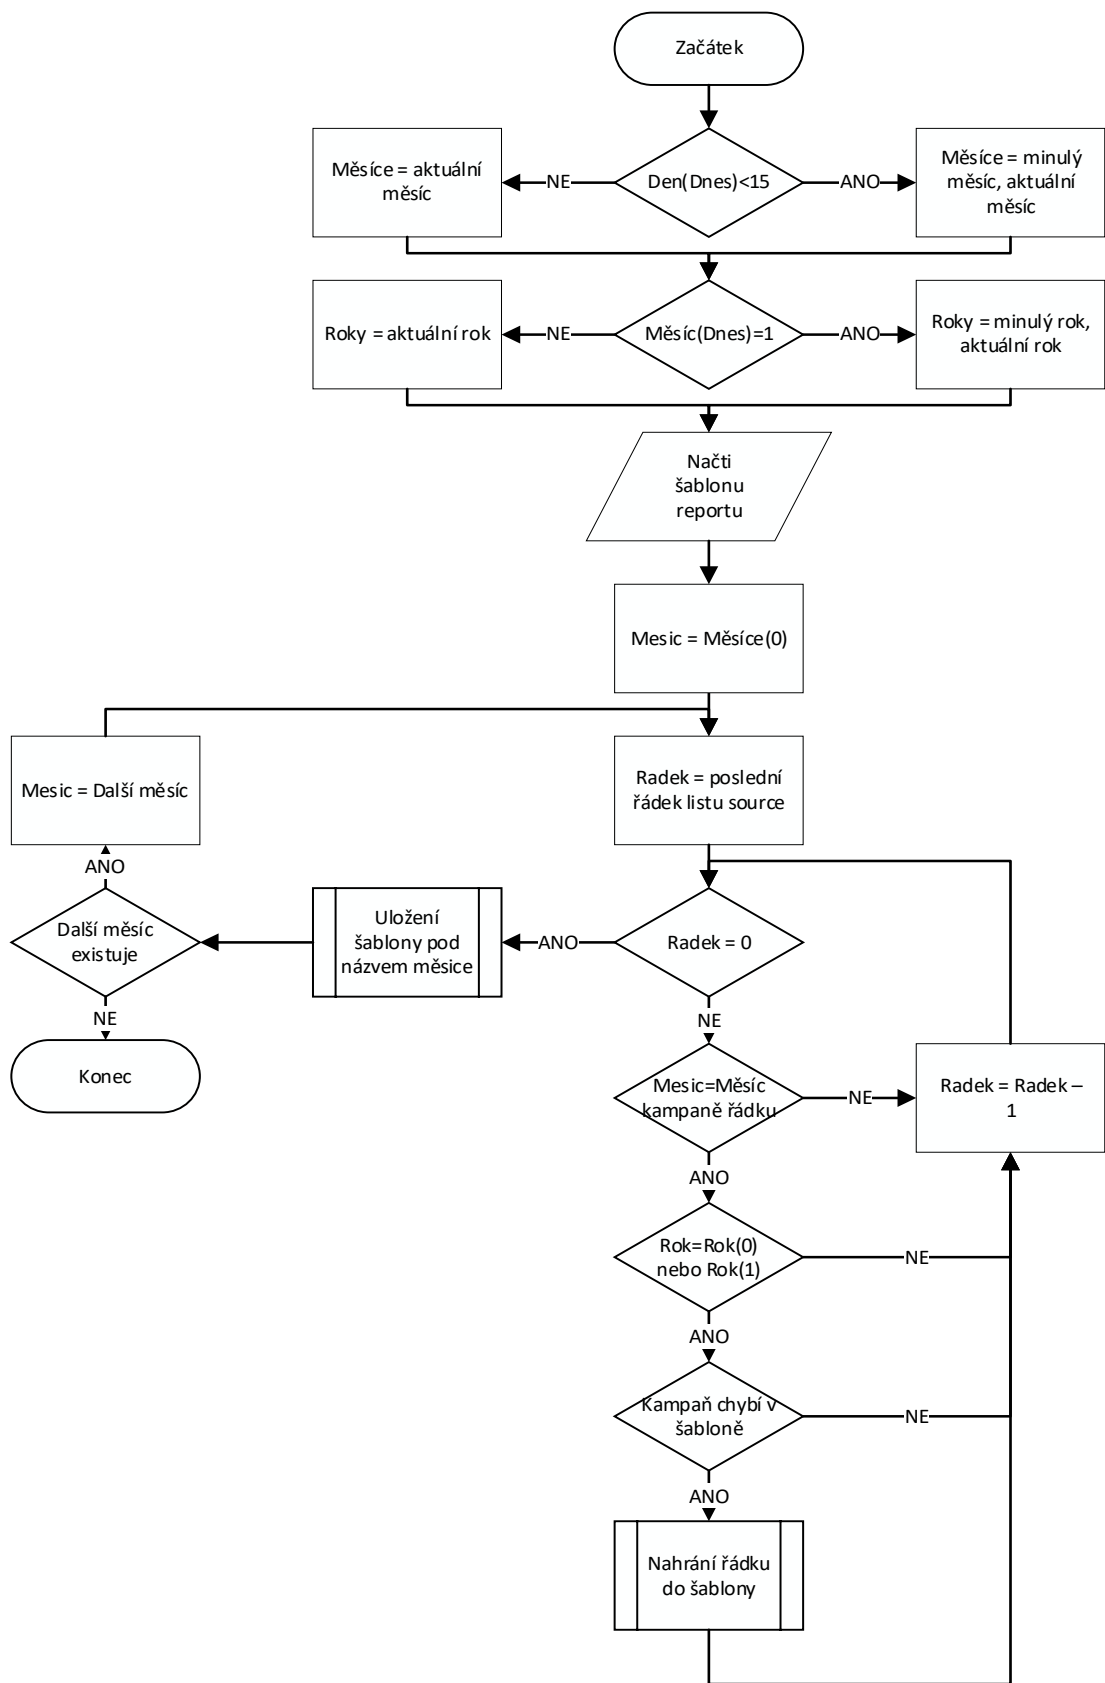 Začátek
Měsíce = aktuální
měsíc
NE
Den(Dnes)<15
ANO
Měsíce = minulý
měsíc, aktuální
měsíc
Roky = aktuální rok
NE
Měsíc(Dnes)=1
ANO
Roky = minulý rok,
aktuální rok
Načti
šablonu
reportu
Mesic = Měsíce(0)
Mesic = Další měsíc
Radek = poslední
řádek listu source
ANO
Další měsíc
existuje
Uložení
šablony pod
názvem měsice
ANO
Radek = 0
NE
NE
Konec
Mesic=Měsíc
kampaně řádku
NE
Radek = Radek –
1
ANO
Rok=Rok(0)
nebo Rok(1)
NE
ANO
Kampaň chybí v
šabloně
NE
ANO
Nahrání řádku
do šablony